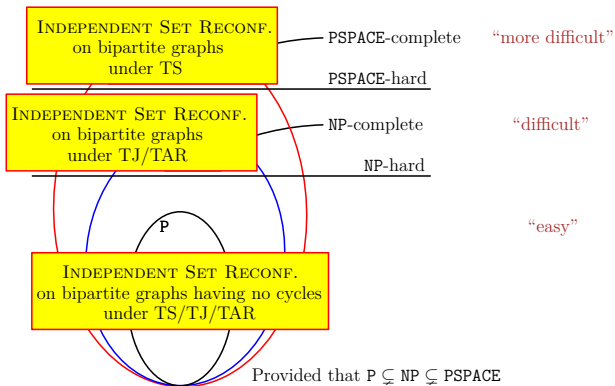 INDEPENDENT SET RECONF.
on bipartite graphs
under TS
PSPACE-complete
“more difficult”
PSPACE-hard
INDEPENDENT SET RECONF.
on bipartite graphs
under TJ/TAR
NP-complete
“difficult”
NP-hard
P
“easy”
INDEPENDENT SET RECONF.
on bipartite graphs having no cycles
under TS/TJ/TAR
Provided that P ⊊ NP ⊊ PSPACE